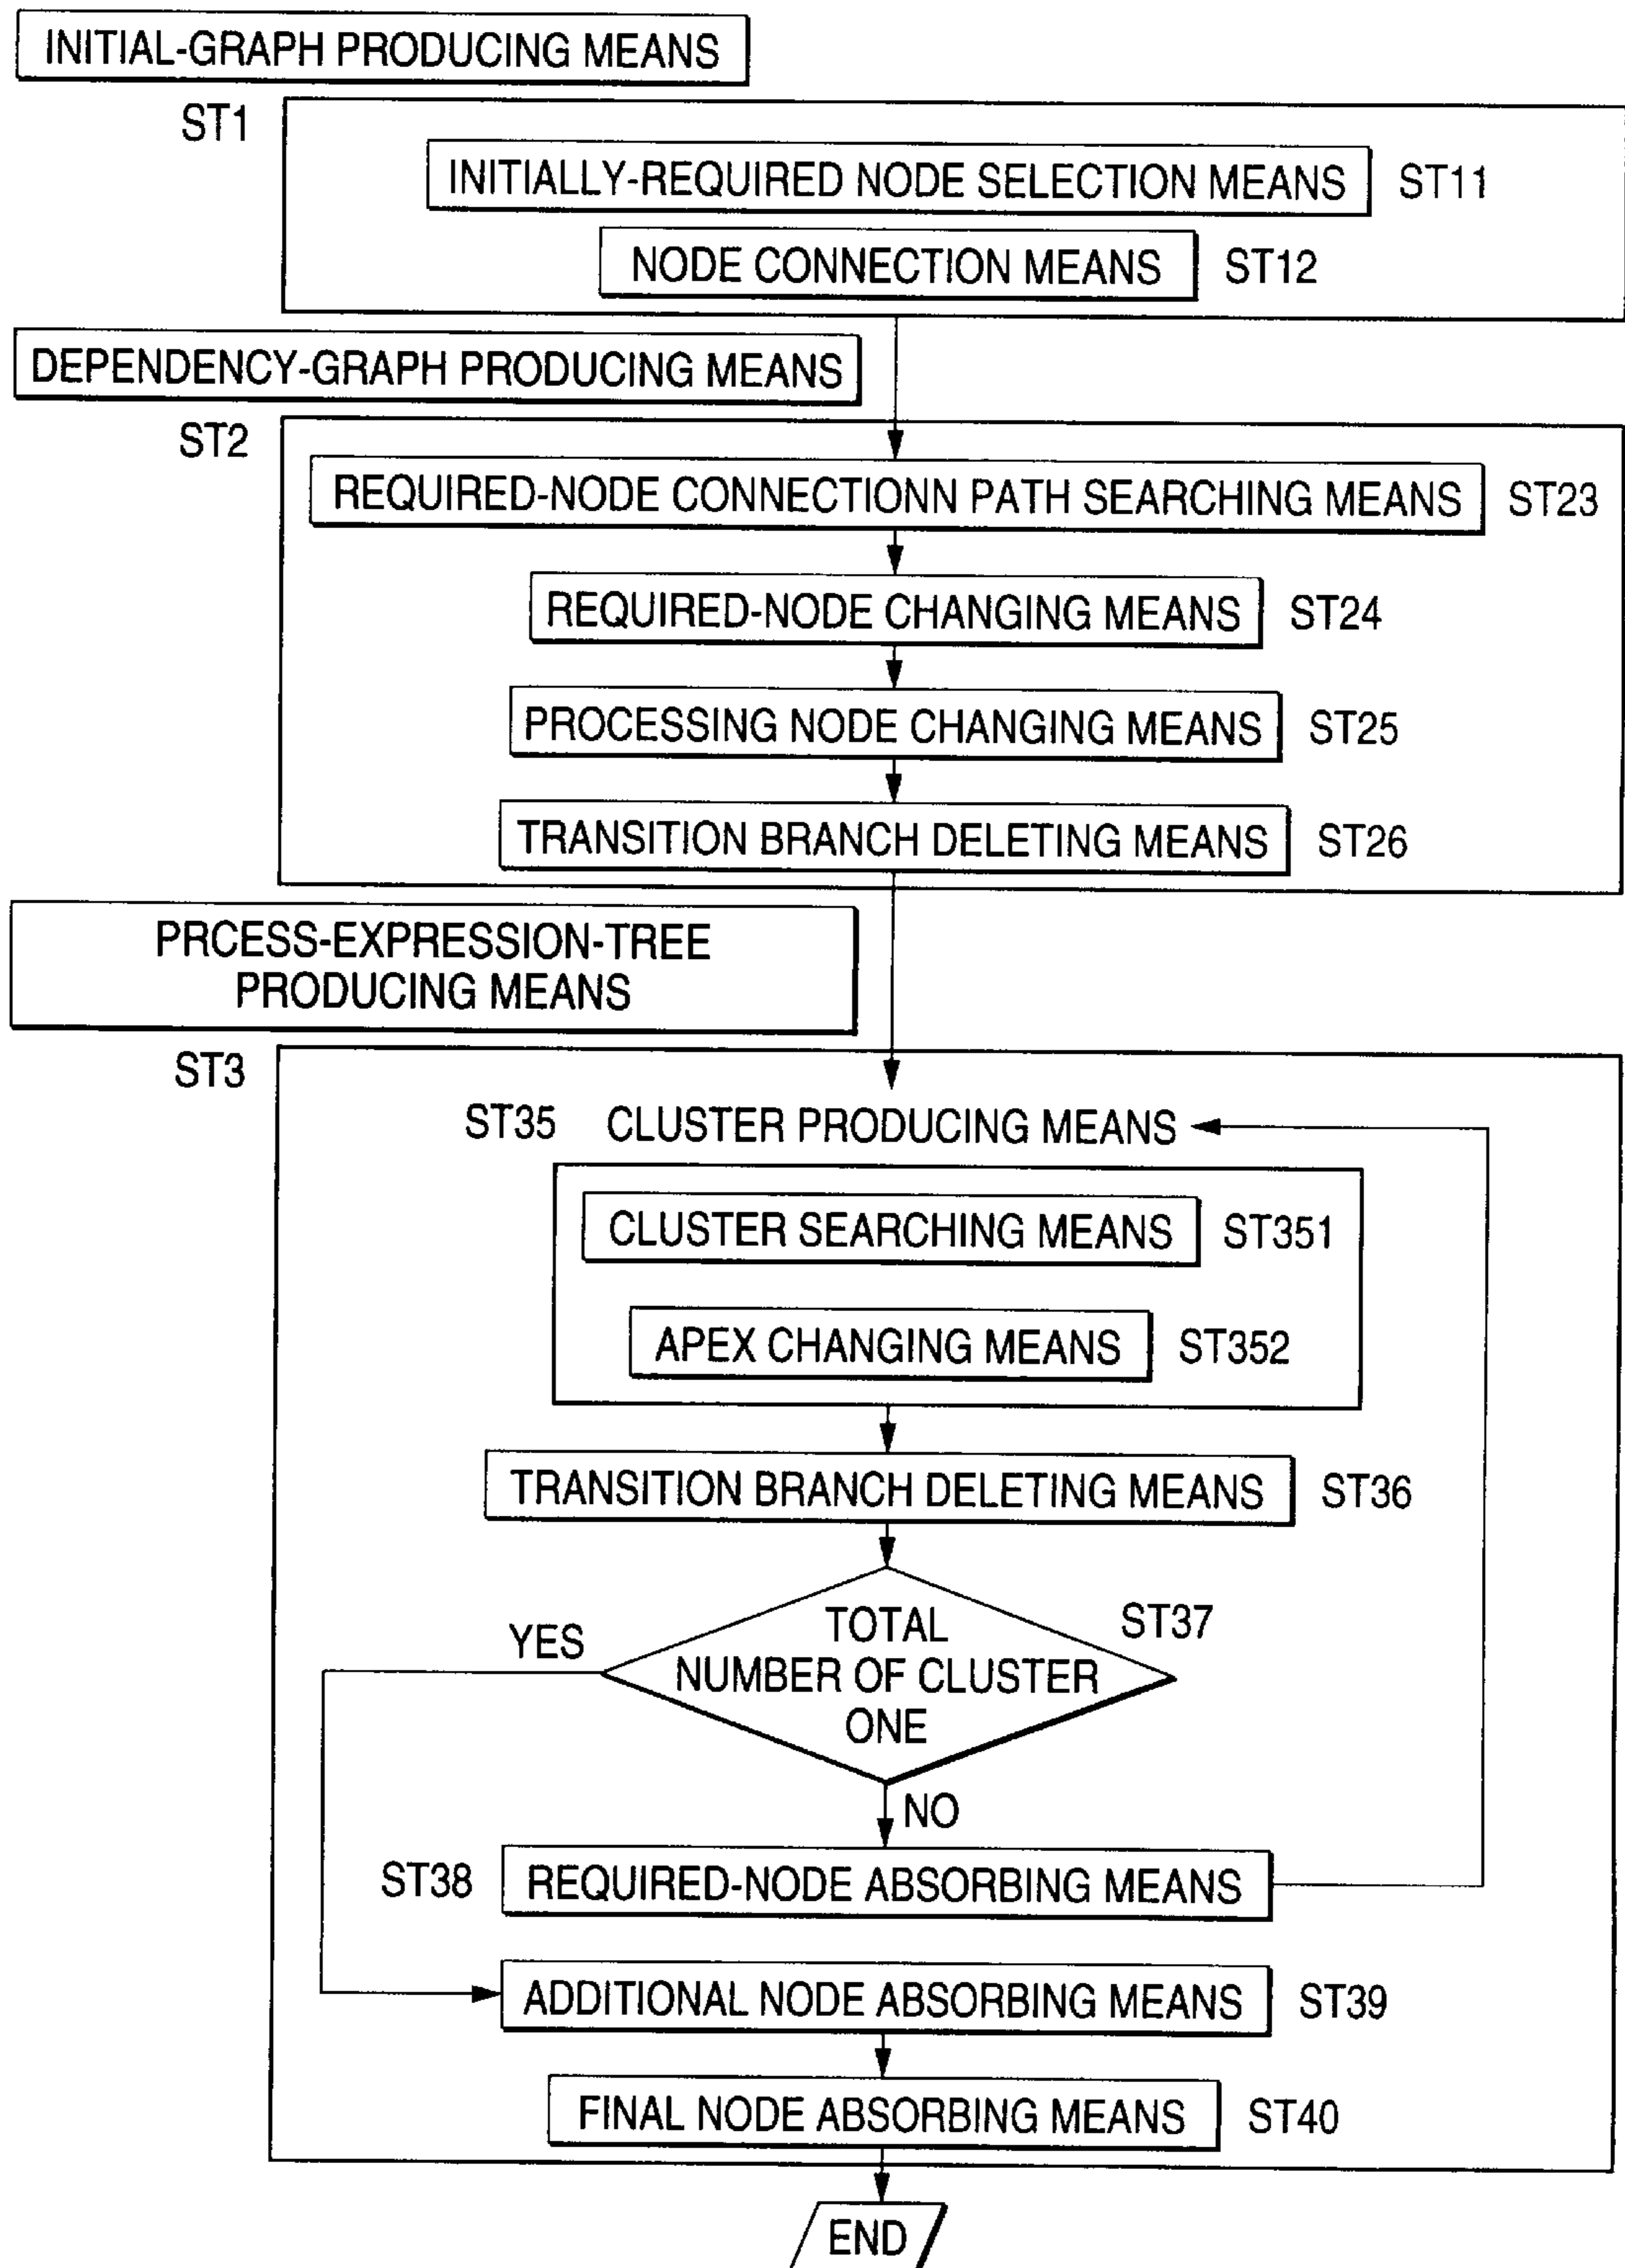 INITIAL-GRAPH PRODUCING MEANS
ST1
INITIALLY-REQUIRED NODE SELECTION MEANS ST11
NODE CONNECTION MEANS ST12
DEPENDENCY-GRAPH PRODUCING MEANS
ST2
REQUIRED-NODE CONNECTIONN PATH SEARCHING MEANS ST23
REQUIRED-NODE CHANGING MEANS ST24
PROCESSING NODE CHANGING MEANS ST25
TRANSITION BRANCH DELETING MEANS ST26
PRCESS-EXPRESSION-TREE
PRODUCING MEANS
ST3
ST35 CLUSTER PRODUCING MEANS
CLUSTER SEARCHING MEANS ST351
APEX CHANGING MEANS ST352
TRANSITION BRANCH DELETING MEANS ST36
YES
TOTAL
NUMBER OF CLUSTER
ONE
ST37
NO
ST38 REQUIRED-NODE ABSORBING MEANS
ADDITIONAL NODE ABSORBING MEANS ST39
FINAL NODE ABSORBING MEANS ST40
END